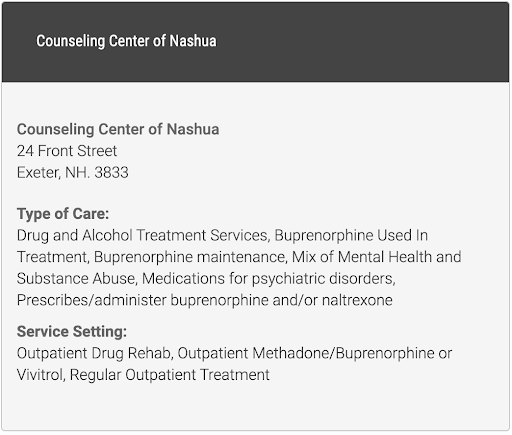 Counseling Center of Nashua
Counseling Center of Nashua
24 Front Street
Exeter, NH. 3833
Type of Care:
Drug and Alcohol Treatment Services, Buprenorphine Used In
Treatment, Buprenorphine maintenance, Mix of Mental Health and
Substance Abuse, Medications for psychiatric disorders,
Prescribes/administer buprenorphine and/or naltrexone
Service Setting:
Outpatient Drug Rehab, Outpatient Methadone/Buprenorphine or
Vivitrol, Regular Outpatient Treatment